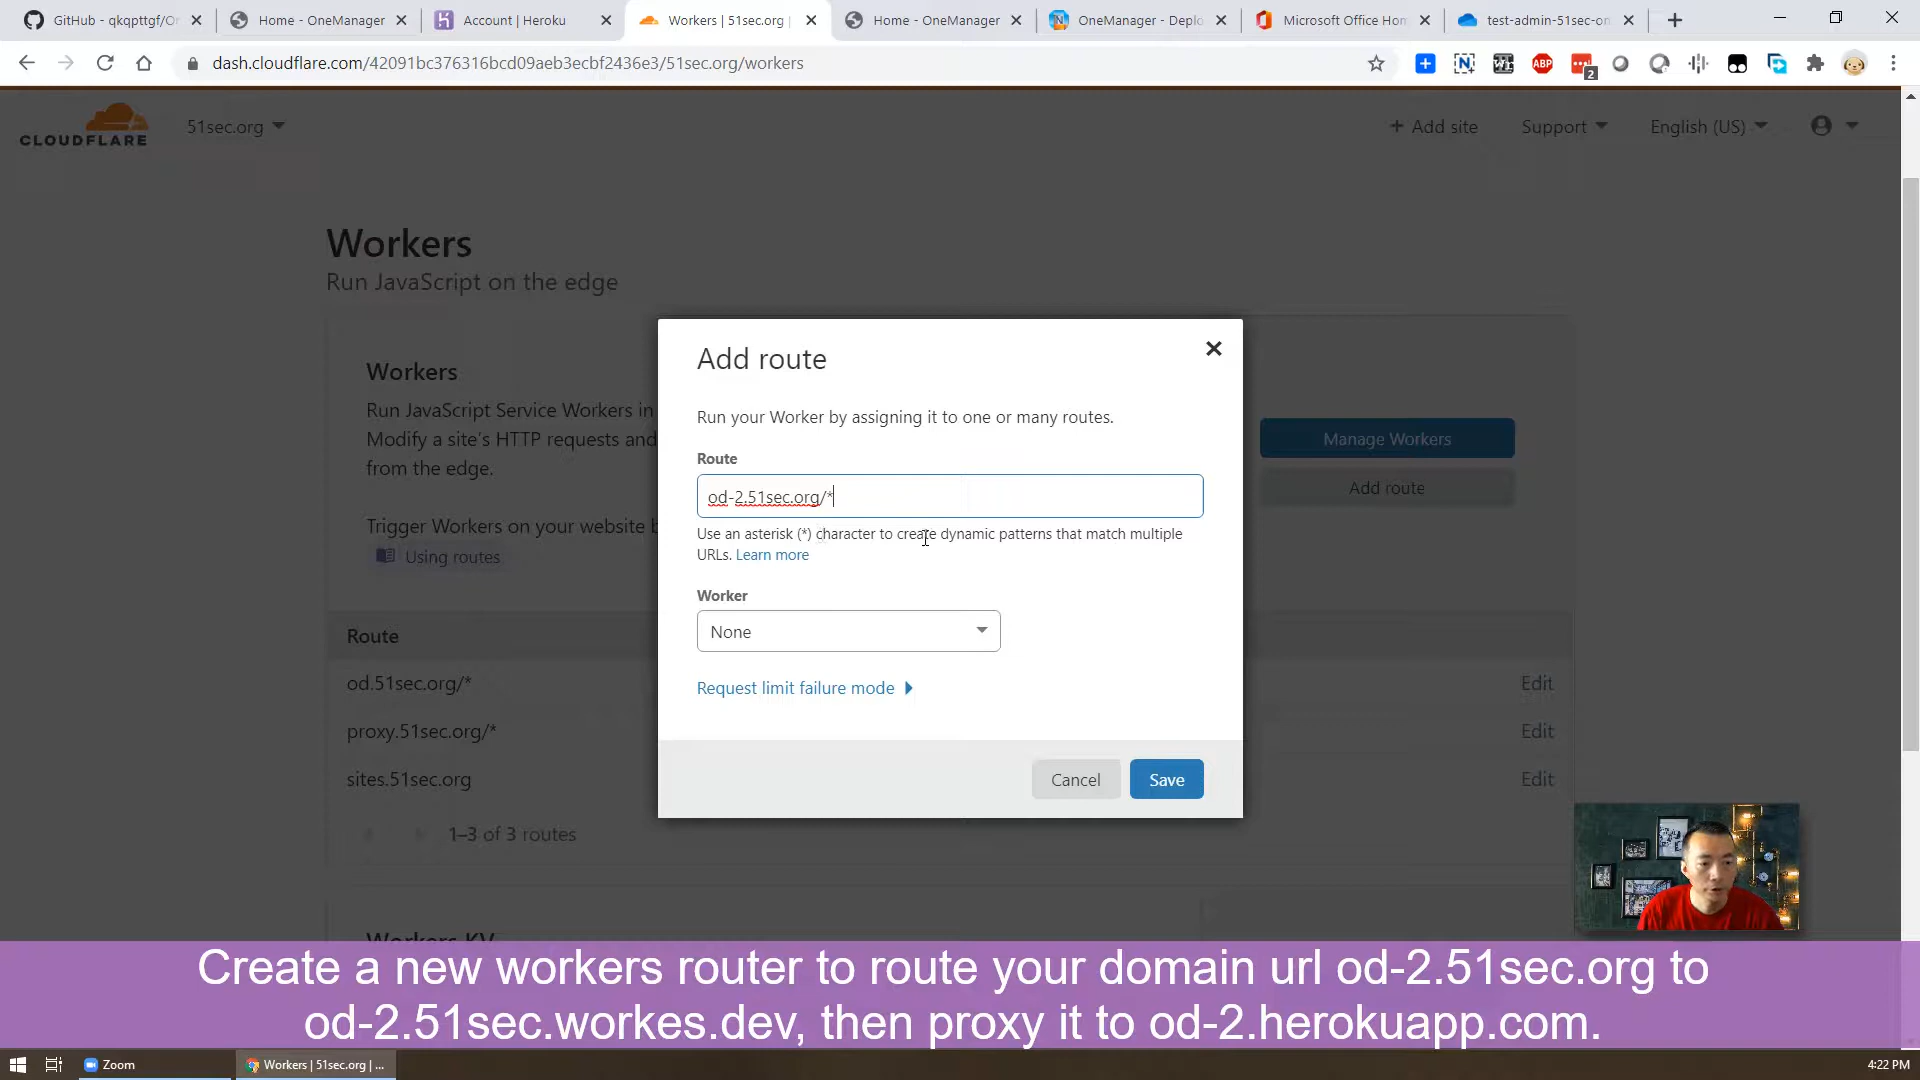 GitHub - qkqpttgf/On
Home - OneManager
Account | Heroku
Workers | 51sec.org |
Home - OneManager
OneManager - Deplo
Microsoft Office Hom
test-admin-51sec-on
dash.cloudflare.com/42091bc376316bcd09aeb3ecbf2436e3/51sec.org/workers
ABP
2
CLOUDFLARE
51sec.org
+ Add site
Support
English (US)
Workers
Run JavaScript on the edge
Workers
Run JavaScript Service Workers in
Modify a site's HTTP requests and
from the edge.
Trigger Workers on your website b
Using routes
Manage Workers
Add route
Add route
Run your Worker by assigning it to one or many routes.
Route
od-2.51sec.org/*
Use an asterisk (*) character to create dynamic patterns that match multiple
URLs. Learn more
Worker
None
Request limit failure mode
Cancel
Save
Route
od.51sec.org/*
Edit
proxy.51sec.org/*
Edit
sites.51sec.org
Edit
1–3 of 3 routes
Workers KV
Create a new workers router to route your domain url od-2.51sec.org to
od-2.51sec.workes.dev, then proxy it to od-2.herokuapp.com.
Zoom
Workers | 51sec.org | ...
4:22 PM